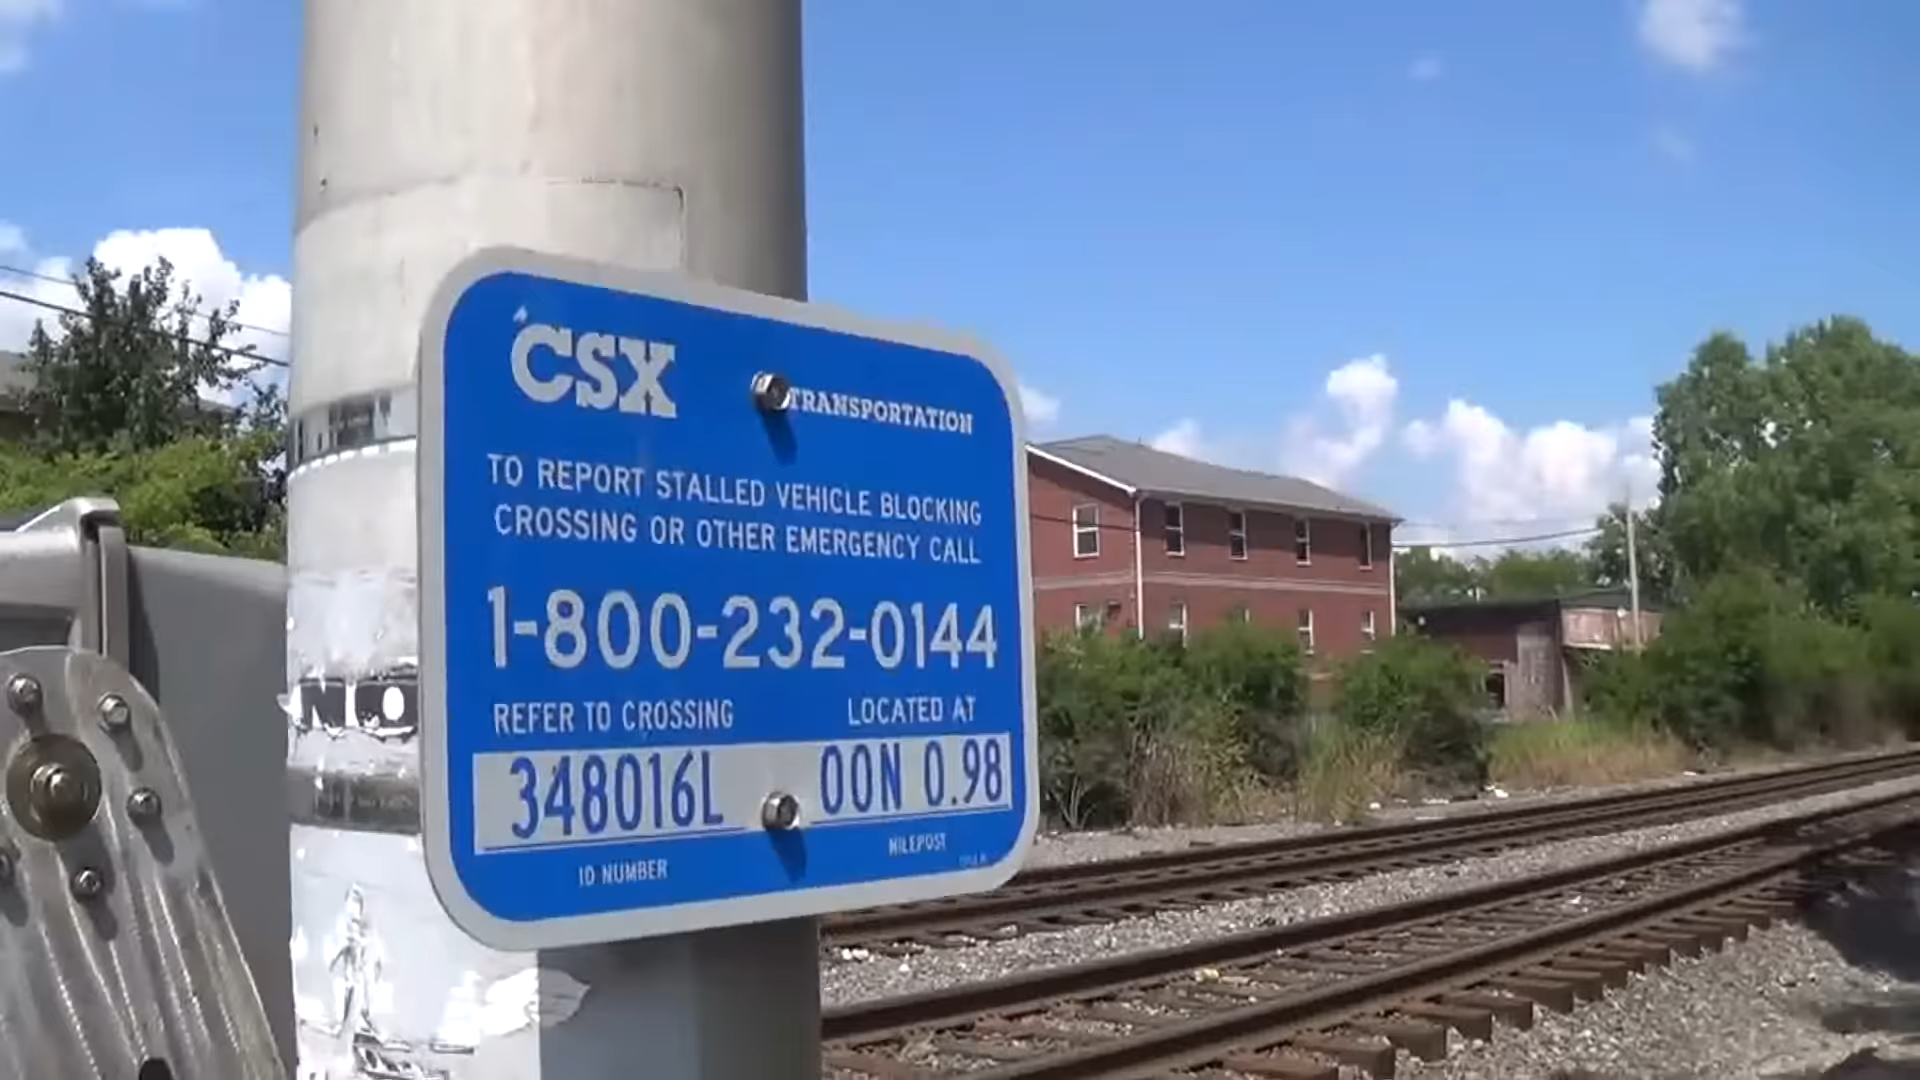 CSX TRANSPORTATION
TO REPORT STALLED VEHICLE BLOCKING
CROSSING OR OTHER EMERGENCY CALL
1-800-232-0144
REFER TO CROSSING LOCATED AT
348016L 00N 0.98
ID NUMBER MILEPOST
NO